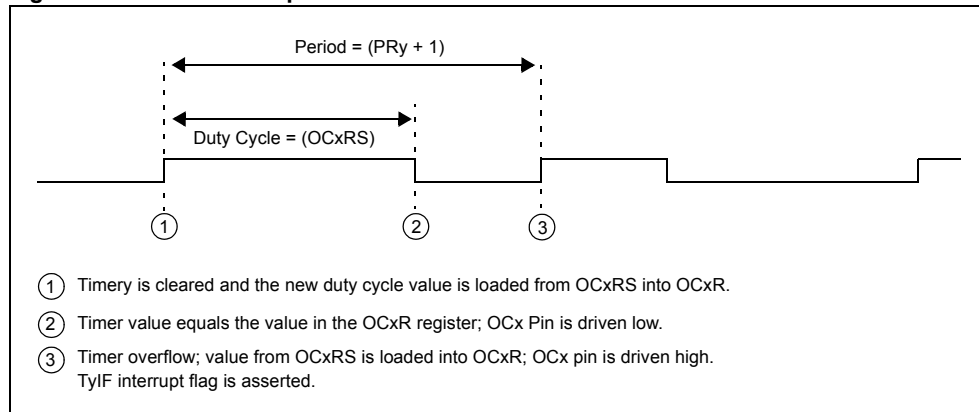 Period = (PRy + 1)
Duty Cycle = (OCxRS)
1
2
3
1 Timery is cleared and the new duty cycle value is loaded from OCxRS into OCxR.
2 Timer value equals the value in the OCxR register; OCx Pin is driven low.
3 Timer overflow; value from OCxRS is loaded into OCxR; OCx pin is driven high.
TyIF interrupt flag is asserted.